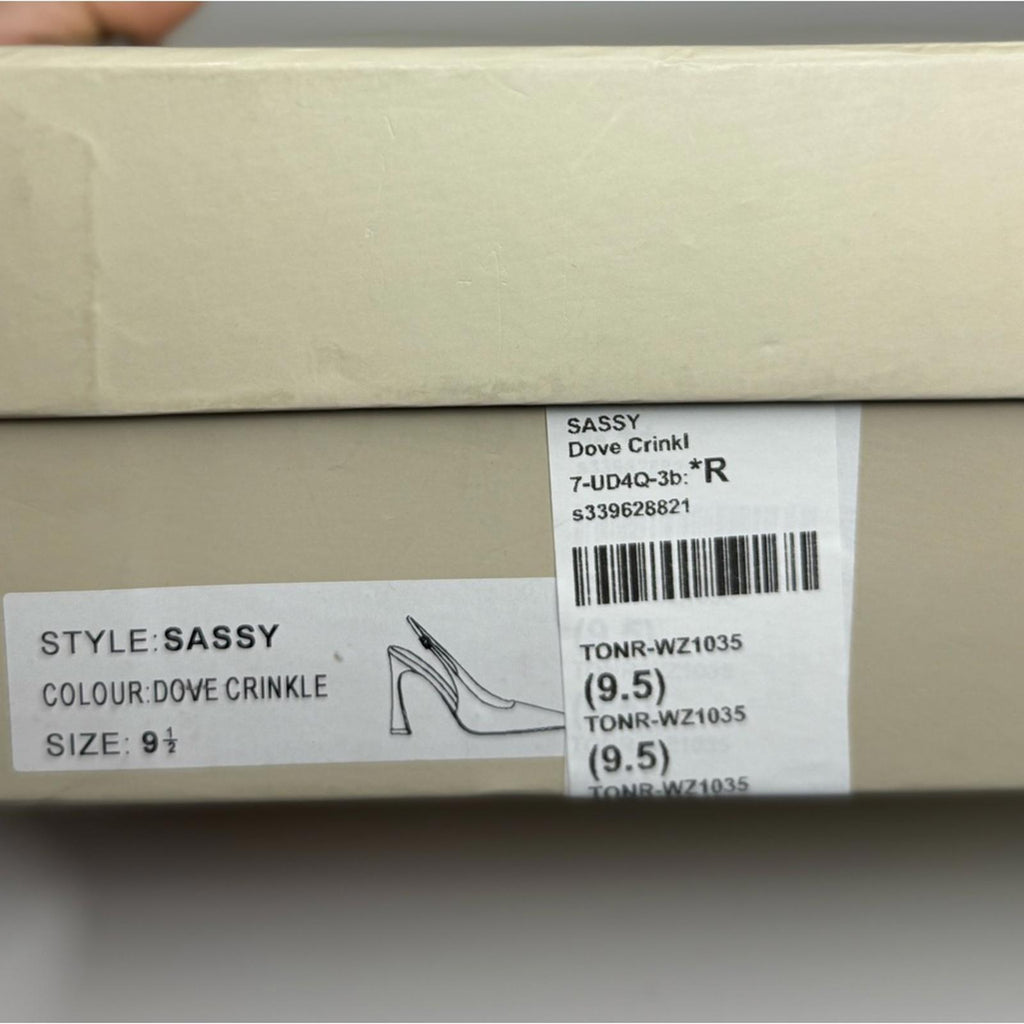 SASSY
Dove Crinkl
7-UD4Q-3b:*R
s339628821
TONR-WZ1035
(9.5)
TONR-WZ1035
(9.5)
TONR-WZ1035
STYLE:SASSY
COLOUR:DOVE CRINKLE
SIZE: 9½